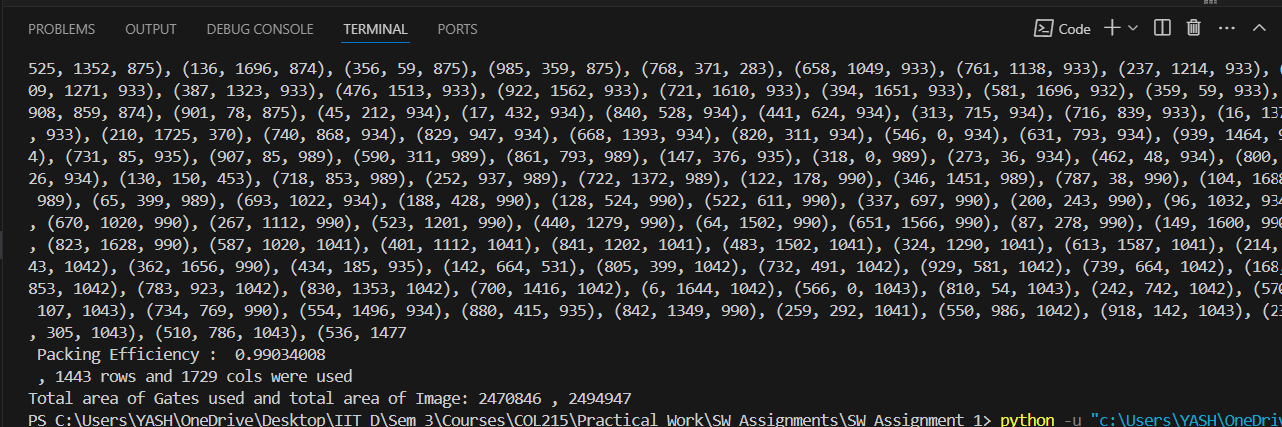 PROBLEMS OUTPUT DEBUG CONSOLE TERMINAL PORTS Code
525, 1352, 875), (136, 1696, 874), (356, 59, 875), (985, 359, 875), (768, 371, 283), (658, 1049, 933), (761, 1138, 933), (237, 1214, 933),
09, 1271, 933), (387, 1323, 933), (476, 1513, 933), (922, 1562, 933), (721, 1610, 933), (394, 1651, 933), (581, 1696, 932), (359, 59, 933),
908, 859, 874), (901, 78, 875), (45, 212, 934), (17, 432, 934), (840, 528, 934), (441, 624, 934), (313, 715, 934), (716, 839, 933), (16, 137
, 933), (210, 1725, 370), (740, 868, 934), (829, 947, 934), (668, 1393, 934), (820, 311, 934), (546, 0, 934), (631, 793, 934), (939, 1464, 9
4), (731, 85, 935), (907, 85, 989), (590, 311, 989), (861, 793, 989), (147, 376, 935), (318, 0, 989), (273, 36, 934), (462, 48, 934), (800,
26, 934), (130, 150, 453), (718, 853, 989), (252, 937, 989), (722, 1372, 989), (122, 178, 990), (346, 1451, 989), (787, 38, 990), (104, 1688
989), (65, 399, 989), (693, 1022, 934), (188, 428, 990), (128, 524, 990), (522, 611, 990), (337, 697, 990), (200, 243, 990), (96, 1032, 934
, (670, 1020, 990), (267, 1112, 990), (523, 1201, 990), (440, 1279, 990), (64, 1502, 990), (651, 1566, 990), (87, 278, 990), (149, 1600, 990
, (823, 1628, 990), (587, 1020, 1041), (401, 1112, 1041), (841, 1202, 1041), (483, 1502, 1041), (324, 1290, 1041), (613, 1587, 1041), (214,
43, 1042), (362, 1656, 990), (434, 185, 935), (142, 664, 531), (805, 399, 1042), (732, 491, 1042), (929, 581, 1042), (739, 664, 1042), (168,
853, 1042), (783, 923, 1042), (830, 1353, 1042), (700, 1416, 1042), (6, 1644, 1042), (566, 0, 1043), (810, 54, 1043), (242, 742, 1042), (570
107, 1043), (734, 769, 990), (554, 1496, 934), (880, 415, 935), (842, 1349, 990), (259, 292, 1041), (550, 986, 1042), (918, 142, 1043), (23
, 305, 1043), (510, 786, 1043), (536, 1477
Packing Efficiency : 0.99034008
, 1443 rows and 1729 cols were used
Total area of Gates used and total area of Image: 2470846 , 2494947
PS C:\Users\YASH\OneDrive\Desktop\IIT D\Sem 3\Courses\COL215\Practical Work\SW Assignments\SW Assignment 1> python -u "c:\Users\YASH\OneDri